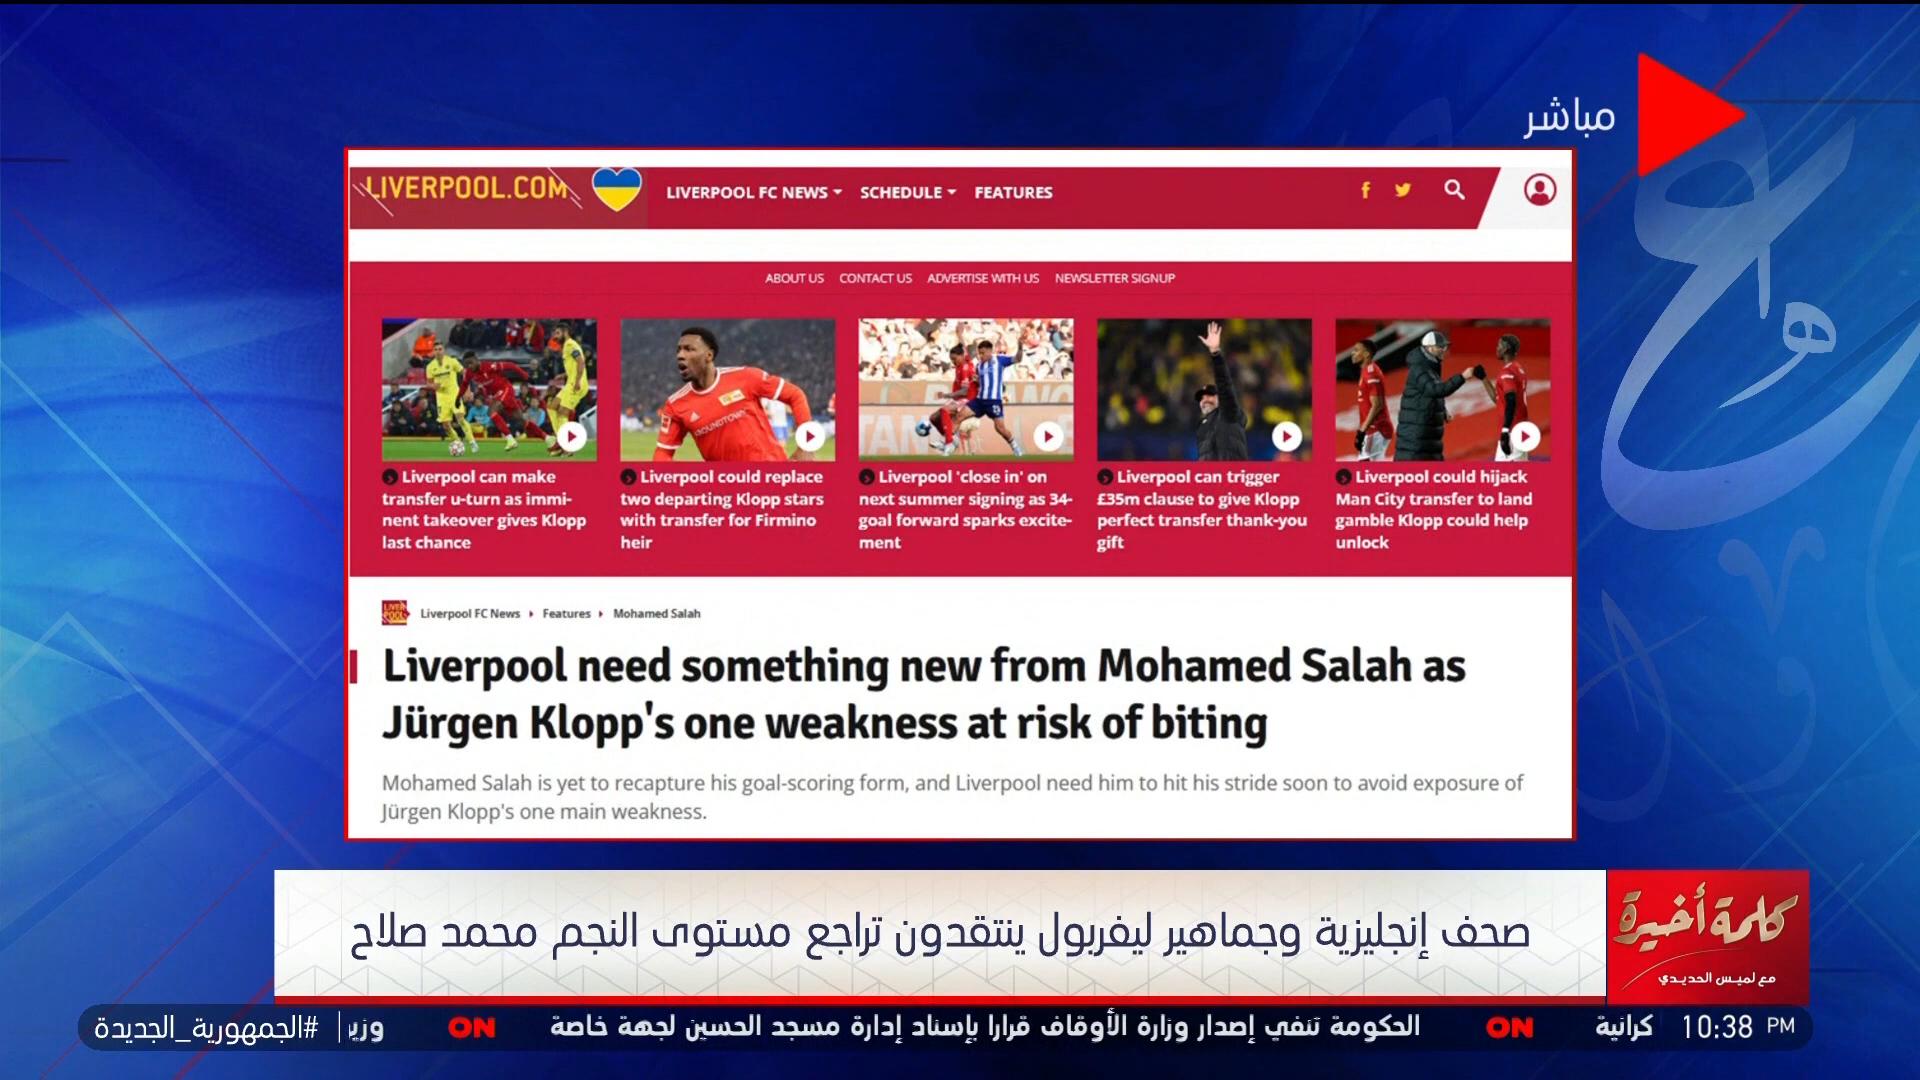 مباشر
LIVERPOOL.COM
LIVERPOOL FC NEWS SCHEDULE FEATURES
ABOUT US CONTACT US ADVERTISE WITH US NEWSLETTER SIGNUP
Liverpool can make
transfer u-turn as immi-
nent takeover gives Klopp
last chance
Liverpool could replace
two departing Klopp stars
with transfer for Firmino
heir
Liverpool 'close in' on
next summer signing as 34-
goal forward sparks excite-
ment
Liverpool can trigger
£35m clause to give Klopp
perfect transfer thank-you
gift
Liverpool could hijack
Man City transfer to land
gamble Klopp could help
unlock
Liverpool FC News Features Mohamed Salah
Liverpool need something new from Mohamed Salah as
Jürgen Klopp's one weakness at risk of biting
Mohamed Salah is yet to recapture his goal-scoring form, and Liverpool need him to hit his stride soon to avoid exposure of
Jürgen Klopp's one main weakness.
كلمة أخيرة
مع لميس الحديدي
صحف إنجليزية وجماهير ليفربول ينتقدون تراجع مستوى النجم محمد صلاح
10:38 PM
كرانية ON الحكومة تنفي إصدار وزارة الأوقاف قرارا بإسناد إدارة مسجد الحسين لجهة خاصة ON وزير
#الجمهورية_الجديدة